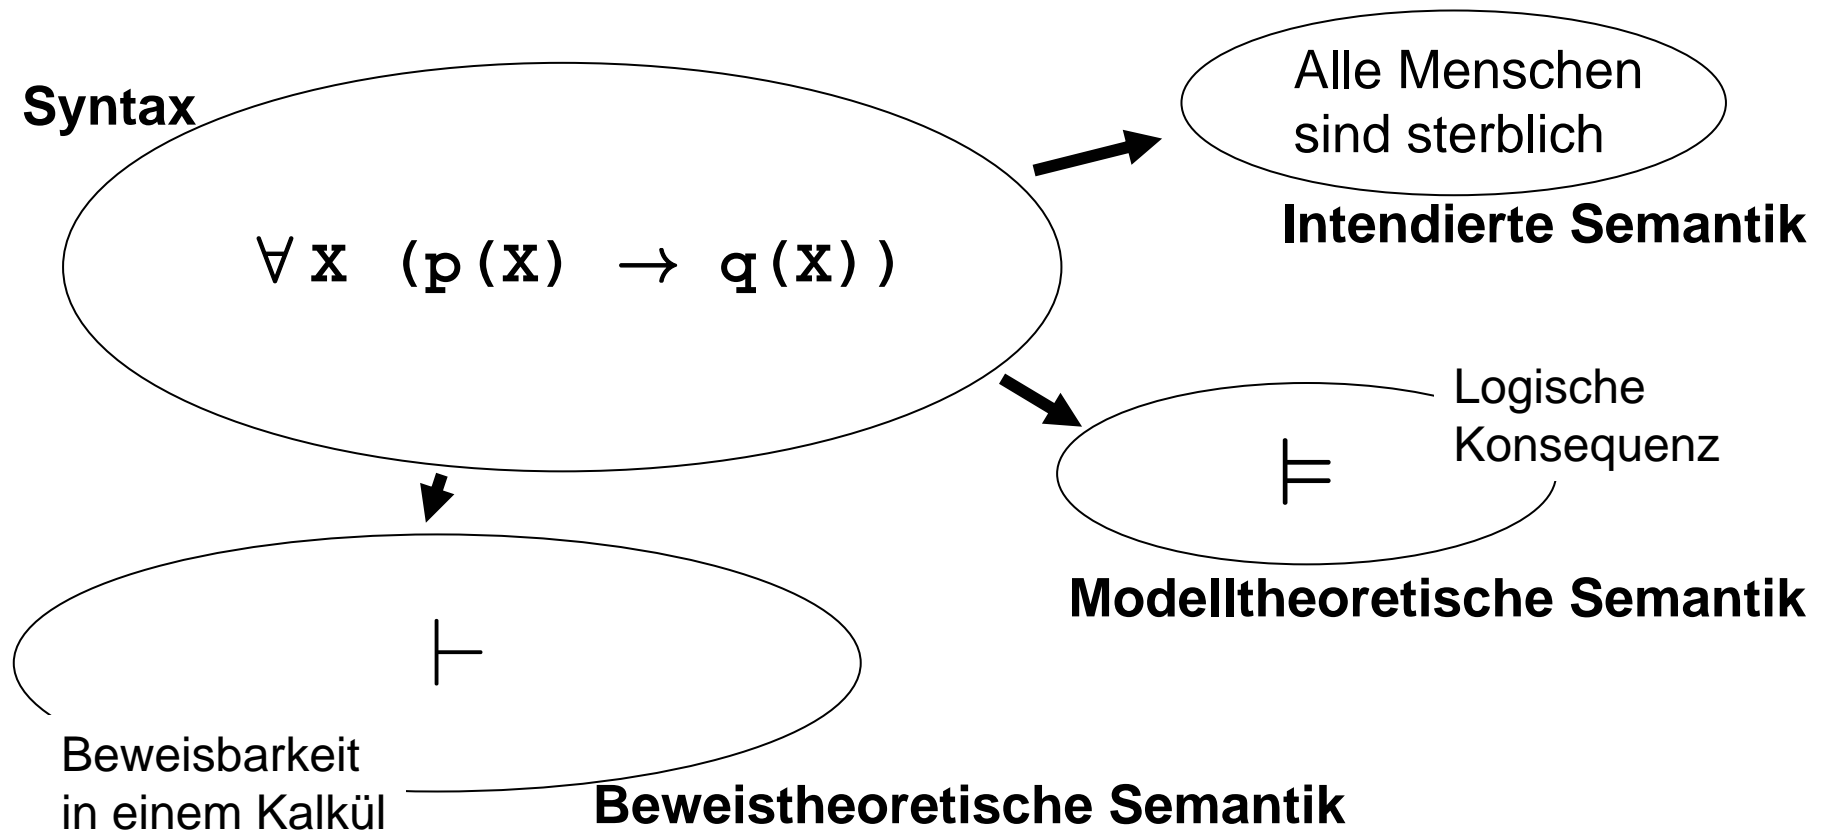 Syntax
∀ X (p(X) → q(X))
Alle Menschen
sind sterblich
Intendierte Semantik
Logische
Konsequenz
⊨
Modelltheoretische Semantik
⊢
Beweisbarkeit
in einem Kalkül
Beweistheoretische Semantik